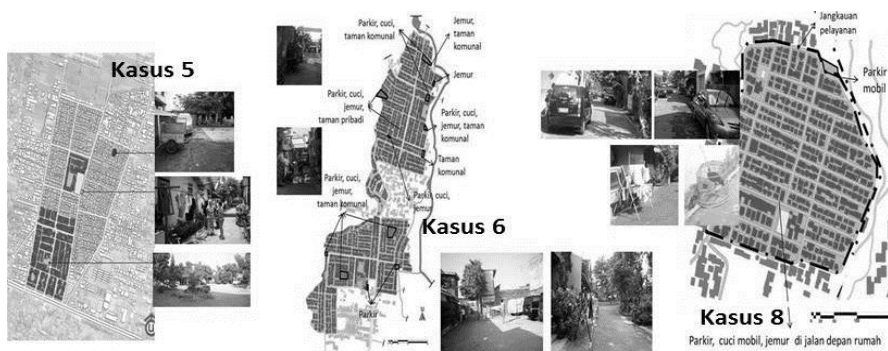 Kasus 5
Parkir, cuci,
taman komunal
Jemur,
taman
komunal
Jemur
Parkir, cuci,
jemur,
taman pribadi
Parkir, cuci,
jemur, taman
komunal
Taman
komunal
Parkir, cuci,
jemur
Parkir, cuci,
jemur,
taman komunal
Kasus 6
Parkir
Jangkauan
pelayanan
Parkir
mobil
Kasus 8
Parkir, cuci mobil, jemur di jalan depan rumah